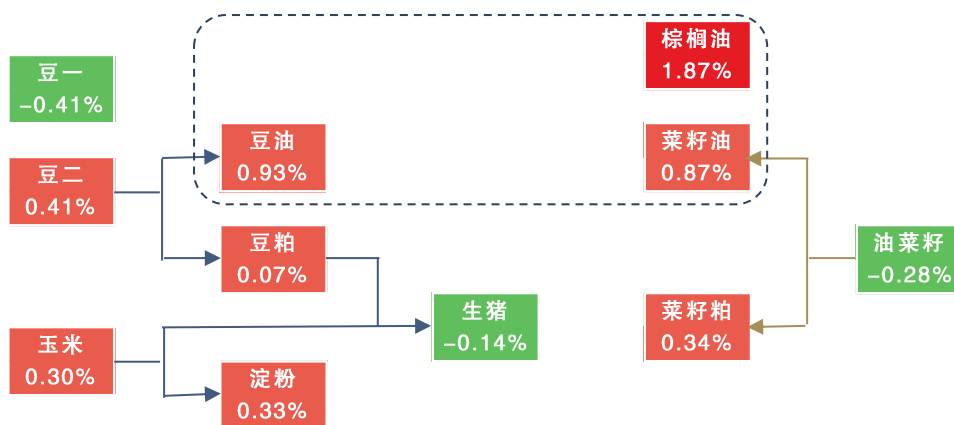 棕榈油
1.87%
豆一
-0.41%
豆油
0.93%
菜籽油
0.87%
豆二
0.41%
豆粕
0.07%
油菜籽
-0.28%
生猪
-0.14%
菜籽粕
0.34%
玉米
0.30%
淀粉
0.33%